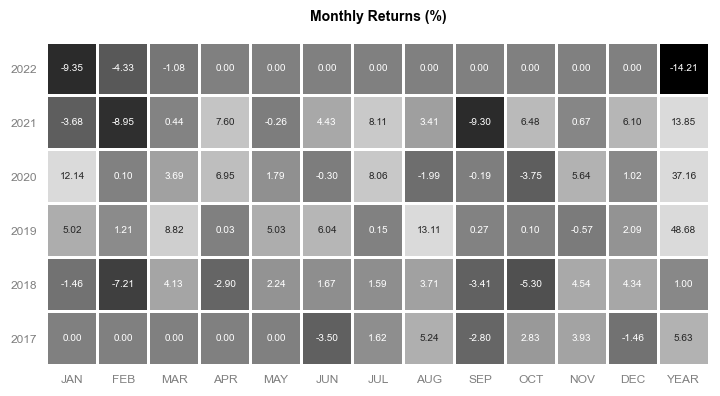 Monthly Returns (%)
2022 -9.35 -4.33 -1.08 0.00 0.00 0.00 0.00 0.00 0.00 0.00 0.00 0.00 -14.21
2021 -3.68 -8.95 0.44 7.60 -0.26 4.43 8.11 3.41 -9.30 6.48 0.67 6.10 13.85
2020 12.14 0.10 3.69 6.95 1.79 -0.30 8.06 -1.99 -0.19 -3.75 5.64 1.02 37.16
2019 5.02 1.21 8.82 0.03 5.03 6.04 0.15 13.11 0.27 0.10 -0.57 2.09 48.68
2018 -1.46 -7.21 4.13 -2.90 2.24 1.67 1.59 3.71 -3.41 -5.30 4.54 4.34 1.00
2017 0.00 0.00 0.00 0.00 0.00 -3.50 1.62 5.24 -2.80 2.83 3.93 -1.46 5.63
JAN FEB MAR APR MAY JUN JUL AUG SEP OCT NOV DEC YEAR